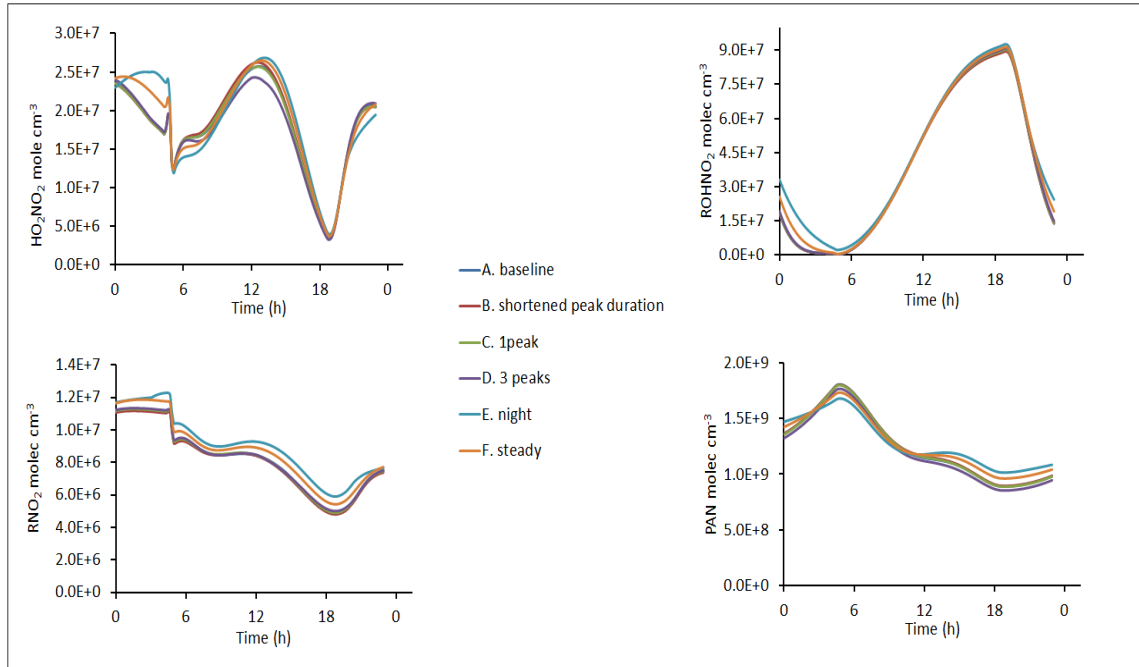 HO₂NO₂ mole cm⁻³
3.0E+7
2.5E+7
2.0E+7
1.5E+7
1.0E+7
5.0E+6
0.0E+0
0 6 12 18 0
Time (h)
ROHNO₂ molec cm⁻³
9.0E+7
7.5E+7
6.0E+7
4.5E+7
3.0E+7
1.5E+7
0.0E+0
0 6 12 18 0
Time (h)
A. baseline
B. shortened peak duration
C. 1peak
D. 3 peaks
E. night
F. steady
RNO₂ molec cm⁻³
1.4E+7
1.2E+7
1.0E+7
8.0E+6
6.0E+6
4.0E+6
2.0E+6
0.0E+0
0 6 12 18 0
Time (h)
PAN molec cm⁻³
2.0E+9
1.5E+9
1.0E+9
5.0E+8
0.0E+0
0 6 12 18 0
Time (h)